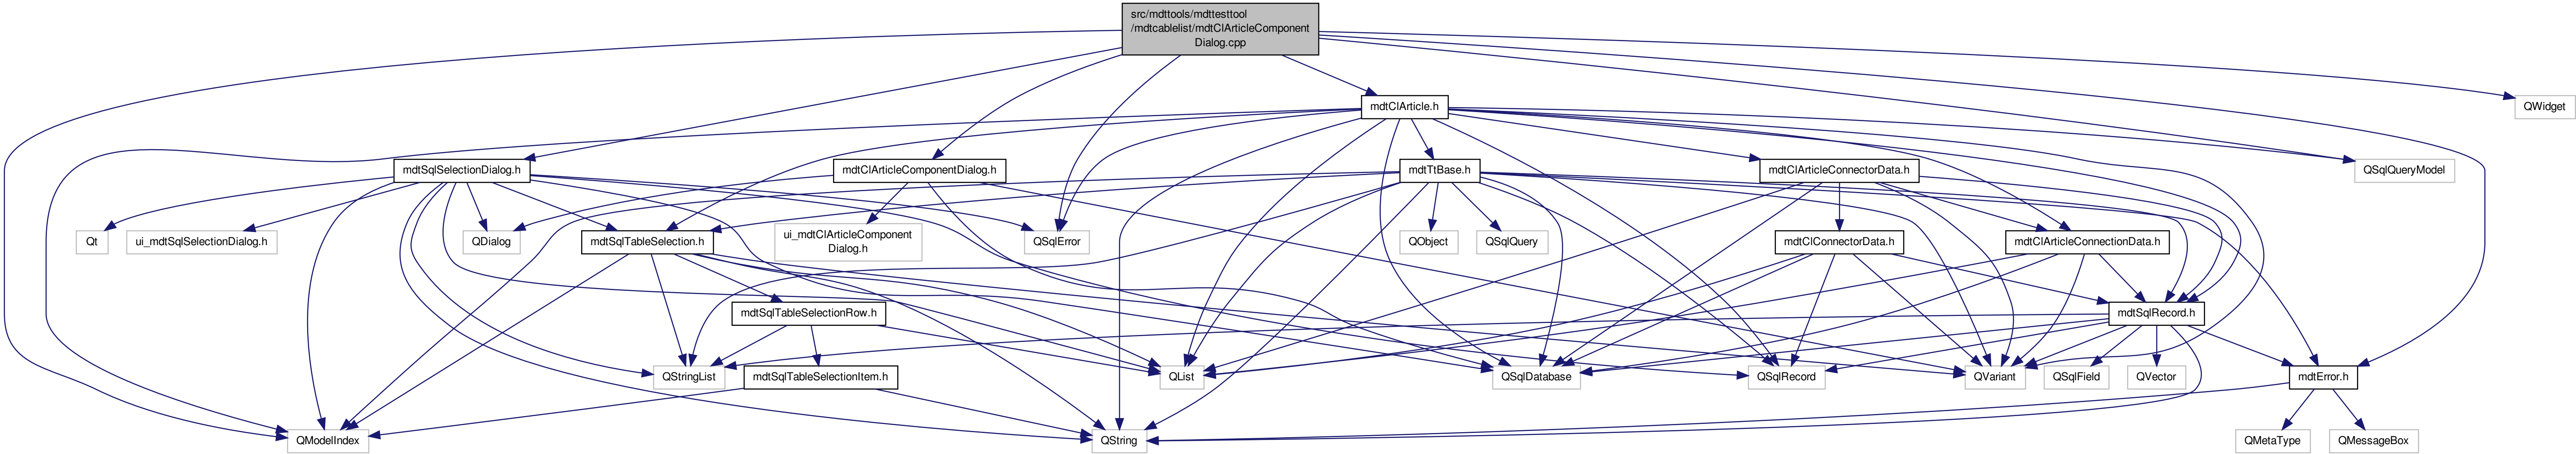 src/mdttools/mdttesttool
/mdtcablelist/mdtClArticleComponent
Dialog.cpp
mdtClArticle.h
QWidget
mdtSqlSelectionDialog.h
mdtClArticleComponentDialog.h
mdtTtBase.h
mdtClArticleConnectorData.h
QSqlQueryModel
Qt
ui_mdtSqlSelectionDialog.h
QDialog
mdtSqlTableSelection.h
ui_mdtClArticleComponent
Dialog.h
QSqlError
QObject
QSqlQuery
mdtClConnectorData.h
mdtClArticleConnectionData.h
mdtSqlTableSelectionRow.h
mdtSqlRecord.h
QStringList
mdtSqlTableSelectionItem.h
QList
QSqlDatabase
QSqlRecord
QVariant
QSqlField
QVector
mdtError.h
QModelIndex
QString
QMetaType
QMessageBox